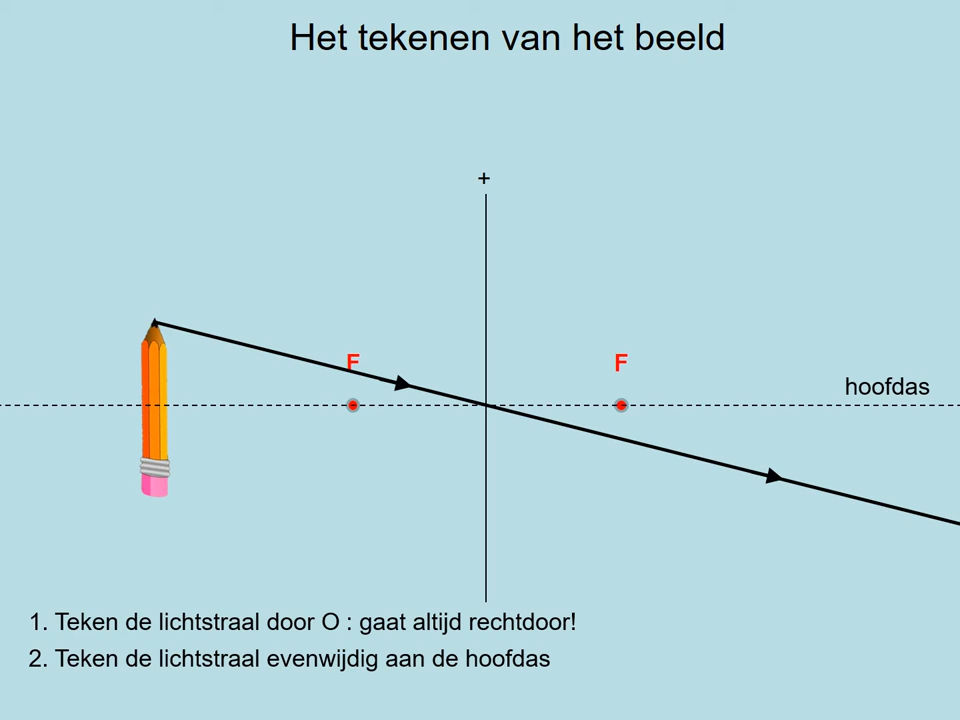 Het tekenen van het beeld
+
F
F
hoofdas
1. Teken de lichtstraal door O : gaat altijd rechtdoor!
2. Teken de lichtstraal evenwijdig aan de hoofdas